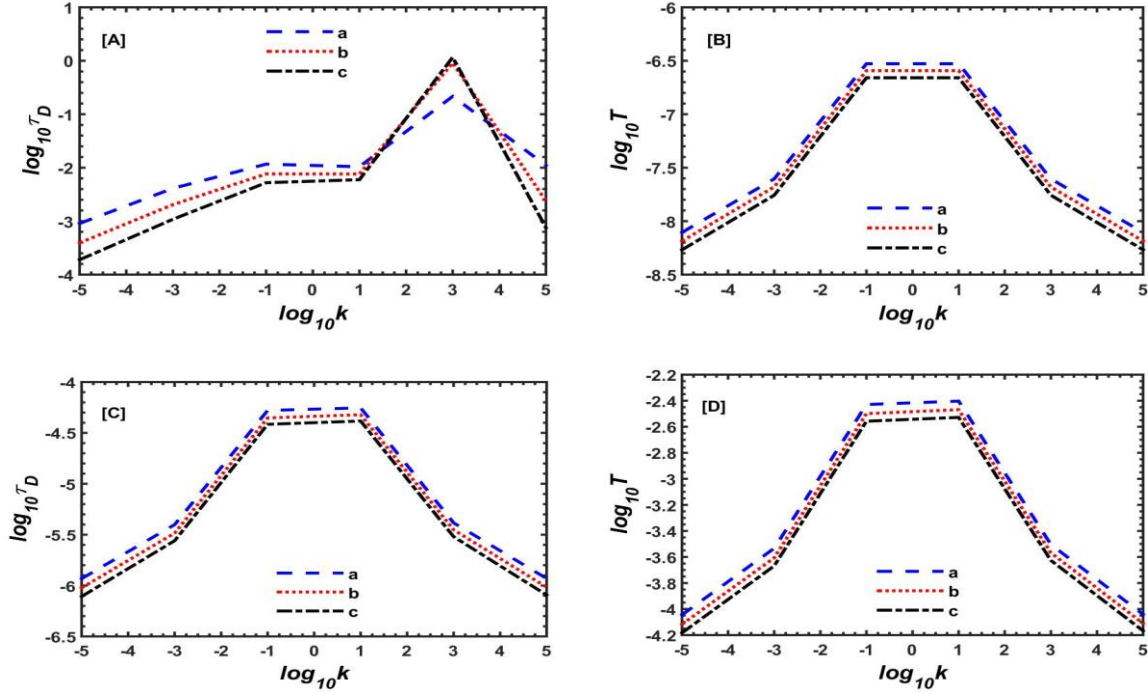 [A]
a
b
c
1
0
-1
-2
-3
-4
log10τD
-5 -4 -3 -2 -1 0 1 2 3 4 5
log10k
[B]
a
b
c
-6
-6.5
-7
-7.5
-8
-8.5
log10T
-5 -4 -3 -2 -1 0 1 2 3 4 5
log10k
[C]
a
b
c
-4
-4.5
-5
-5.5
-6
-6.5
log10τD
-5 -4 -3 -2 -1 0 1 2 3 4 5
log10k
[D]
a
b
c
-2.2
-2.4
-2.6
-2.8
-3
-3.2
-3.4
-3.6
-3.8
-4
-4.2
log10T
-5 -4 -3 -2 -1 0 1 2 3 4 5
log10k